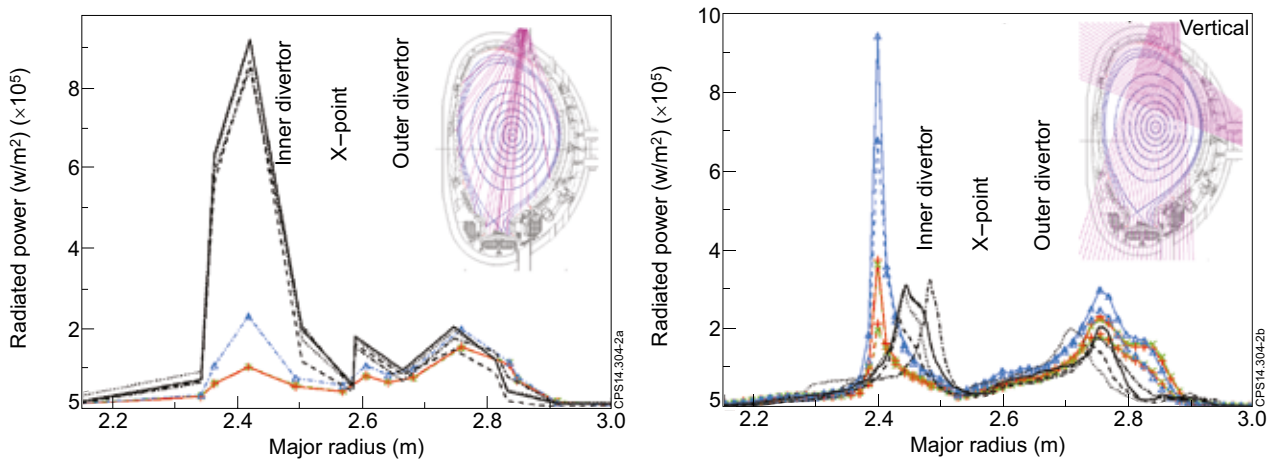 Radiated power (w/m²) (×10⁵)
8
6
4
2
5
2.2
2.4
2.6
2.8
3.0
Major radius (m)
Inner divertor
X–point
Outer divertor
CPS14.304-2a
Radiated power (w/m²) (×10⁵)
10
8
6
4
2
5
2.2
2.4
2.6
2.8
3.0
Major radius (m)
Inner divertor
X–point
Outer divertor
Vertical
CPS14.304-2b